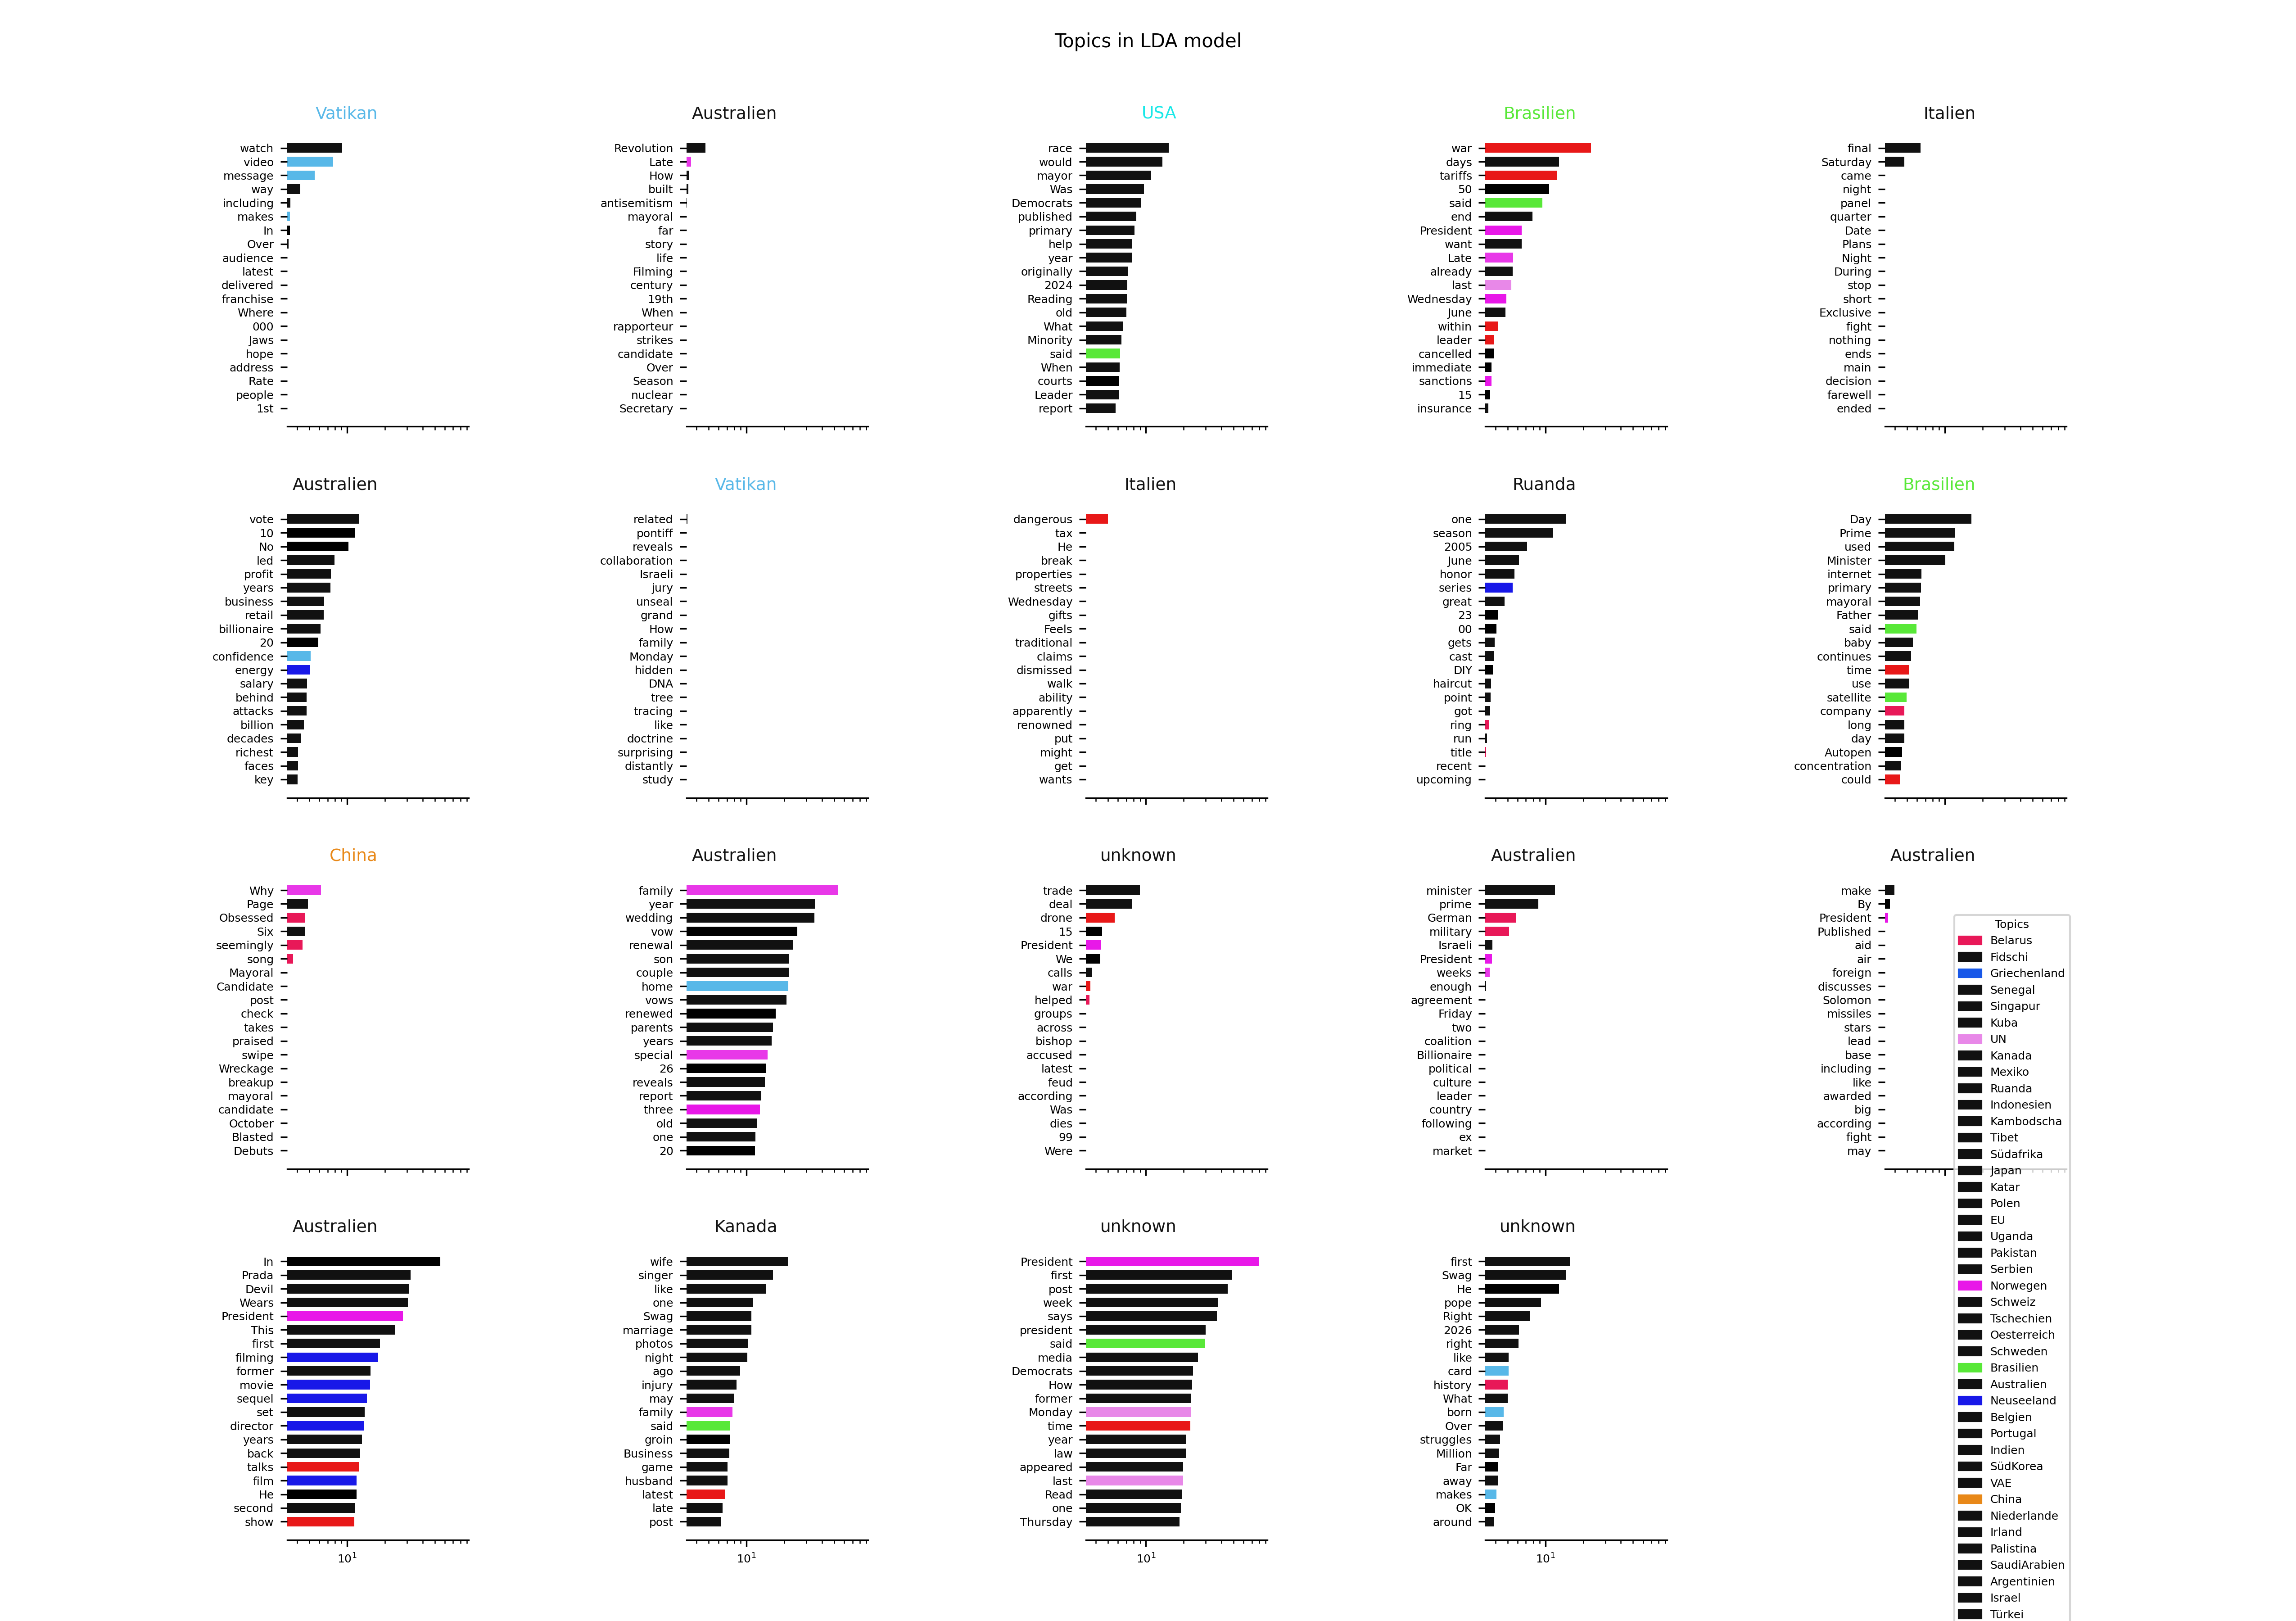 Topics in LDA model
Vatikan
watch
video
message
way
including
makes
In
Over
audience
latest
delivered
franchise
Where
000
Jaws
hope
address
Rate
people
1st
Australien
Revolution
Late
How
built
antisemitism
mayoral
far
story
life
Filming
century
19th
When
rapporteur
strikes
candidate
Over
Season
nuclear
Secretary
USA
race
would
mayor
Was
Democrats
published
primary
help
year
originally
2024
Reading
old
What
Minority
said
When
courts
Leader
report
Brasilien
war
days
tariffs
50
said
end
President
want
Late
already
last
Wednesday
June
within
leader
cancelled
immediate
sanctions
15
insurance
Italien
final
Saturday
came
night
panel
quarter
Date
Plans
Night
During
stop
short
Exclusive
fight
nothing
ends
main
decision
farewell
ended
Australien
vote
10
No
led
profit
years
business
retail
billionaire
20
confidence
energy
salary
behind
attacks
billion
decades
richest
faces
key
Vatikan
related
pontiff
reveals
collaboration
Israeli
jury
unseal
grand
How
family
Monday
hidden
DNA
tree
tracing
like
doctrine
surprising
distantly
study
Italien
dangerous
tax
He
break
properties
streets
Wednesday
gifts
Feels
traditional
claims
dismissed
walk
ability
apparently
renowned
put
might
get
wants
Ruanda
one
season
2005
June
honor
series
great
23
00
gets
cast
DIY
haircut
point
got
ring
run
title
recent
upcoming
Brasilien
Day
Prime
used
Minister
internet
primary
mayoral
Father
said
baby
continues
time
use
satellite
company
long
day
Autopen
concentration
could
China
Why
Page
Obsessed
Six
seemingly
song
Mayoral
Candidate
post
check
takes
praised
swipe
Wreckage
breakup
mayoral
candidate
October
Blasted
Debuts
Australien
family
year
wedding
vow
renewal
son
couple
home
vows
renewed
parents
years
special
26
reveals
report
three
old
one
20
unknown
trade
deal
drone
15
President
We
calls
war
helped
groups
across
bishop
accused
latest
feud
according
Was
dies
99
Were
Australien
minister
prime
German
military
Israeli
President
weeks
enough
agreement
Friday
two
coalition
Billionaire
political
culture
leader
country
following
ex
market
Australien
make
By
President
Published
aid
air
foreign
discusses
Solomon
missiles
stars
lead
base
including
like
awarded
big
according
fight
may
Australien
In
Prada
Devil
Wears
President
This
first
filming
former
movie
sequel
set
director
years
back
talks
film
He
second
show
10¹
Kanada
wife
singer
like
one
Swag
marriage
photos
night
ago
injury
may
family
said
groin
Business
game
husband
latest
late
post
10¹
unknown
President
first
post
week
says
president
said
media
Democrats
How
former
Monday
time
year
law
appeared
last
Read
one
Thursday
10¹
unknown
first
Swag
He
pope
Right
2026
right
like
card
history
What
born
Over
struggles
Million
Far
away
makes
OK
around
10¹
Topics
Belarus
Fidschi
Griechenland
Senegal
Singapur
Kuba
UN
Kanada
Mexiko
Ruanda
Indonesien
Kambodscha
Tibet
Südafrika
Japan
Katar
Polen
EU
Uganda
Pakistan
Serbien
Norwegen
Schweiz
Tschechien
Oesterreich
Schweden
Brasilien
Australien
Neuseeland
Belgien
Portugal
Indien
SüdKorea
VAE
China
Niederlande
Irland
Palistina
SaudiArabien
Argentinien
Israel
Türkei